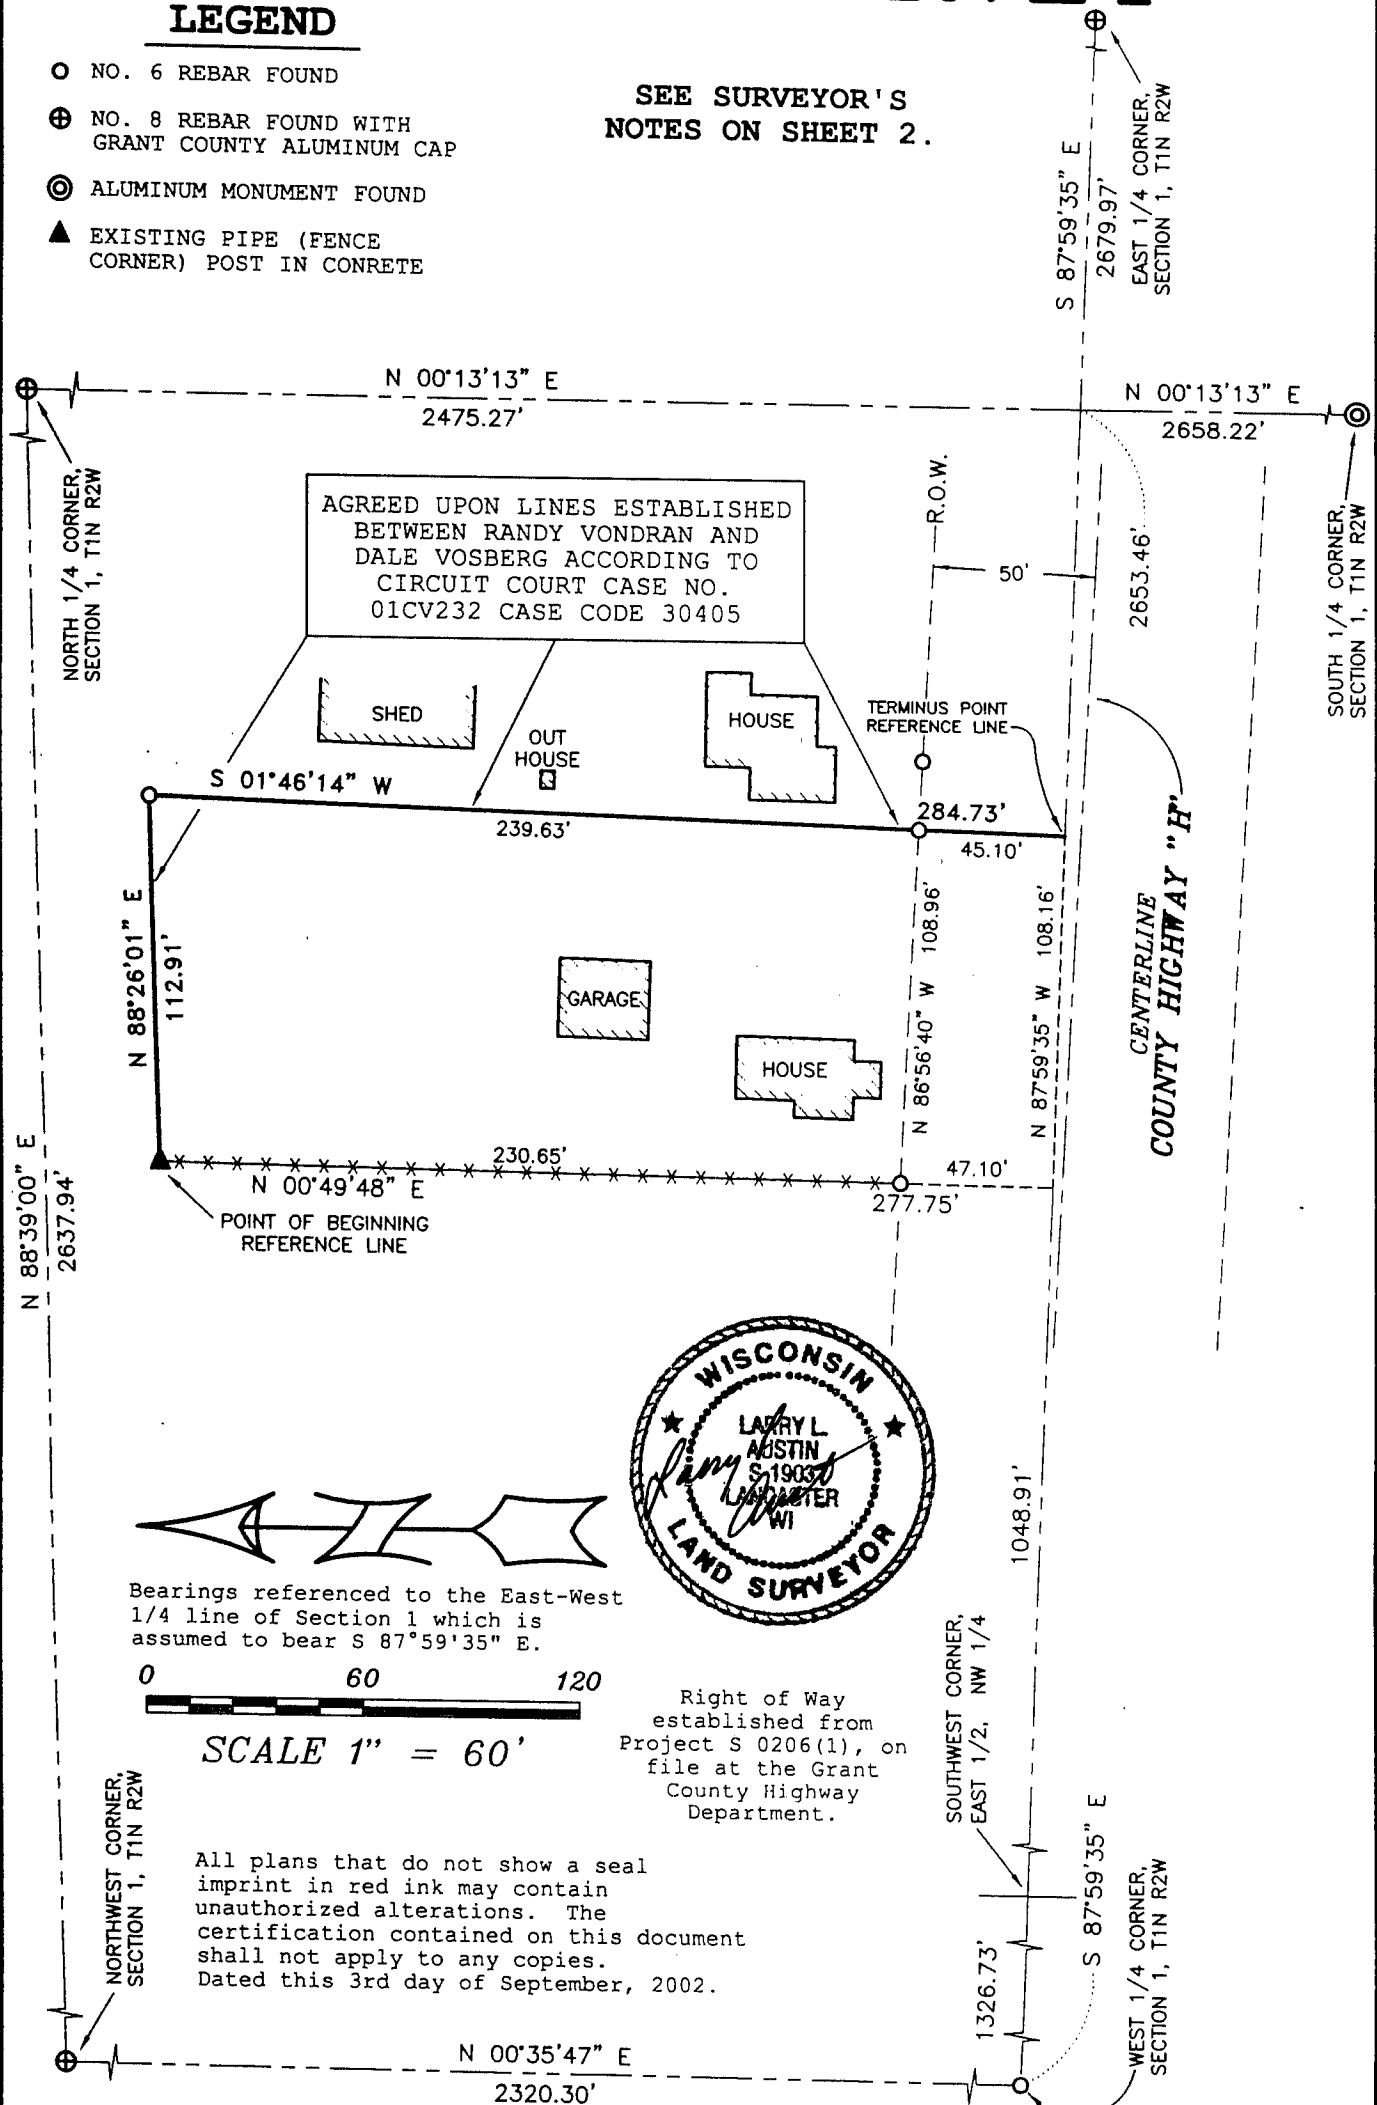 LEGEND
NO. 6 REBAR FOUND
NO. 8 REBAR FOUND WITH
GRANT COUNTY ALUMINUM CAP
ALUMINUM MONUMENT FOUND
EXISTING PIPE (FENCE
CORNER) POST IN CONRETE
SEE SURVEYOR'S
NOTES ON SHEET 2.
S 87°59'35" E
2679.97'
EAST 1/4 CORNER,
SECTION 1, T1N R2W
N 00°13'13" E
2475.27'
N 00°13'13" E
2658.22'
NORTH 1/4 CORNER,
SECTION 1, T1N R2W
AGREED UPON LINES ESTABLISHED
BETWEEN RANDY VONDRAN AND
DALE VOSBERG ACCORDING TO
CIRCUIT COURT CASE NO.
01CV232 CASE CODE 30405
R.O.W.
50'
2653.46'
SOUTH 1/4 CORNER,
SECTION 1, T1N R2W
SHED
OUT
HOUSE
HOUSE
TERMINUS POINT
REFERENCE LINE
S 01°46'14" W
239.63'
284.73'
45.10'
N 88°26'01" E
112.91'
GARAGE
HOUSE
N 86°56'40" W 108.96'
N 87°59'35" W 108.16'
CENTERLINE
COUNTY HIGHWAY "H"
230.65'
N 00°49'48" E
47.10'
277.75'
POINT OF BEGINNING
REFERENCE LINE
N 88°39'00" E
2637.94'
WISCONSIN
LARRY L.
AUSTIN
S-1903
LANCASTER
WI
LAND SURVEYOR
Larry Austin
1048.91'
N
Bearings referenced to the East-West
1/4 line of Section 1 which is
assumed to bear S 87°59'35" E.
0 60 120
SCALE 1" = 60'
Right of Way
established from
Project S 0206(1), on
file at the Grant
County Highway
Department.
SOUTHWEST CORNER,
EAST 1/2, NW 1/4
NORTHWEST CORNER,
SECTION 1, T1N R2W
All plans that do not show a seal
imprint in red ink may contain
unauthorized alterations. The
certification contained on this document
shall not apply to any copies.
Dated this 3rd day of September, 2002.
1326.73'
S 87°59'35" E
WEST 1/4 CORNER,
SECTION 1, T1N R2W
N 00°35'47" E
2320.30'